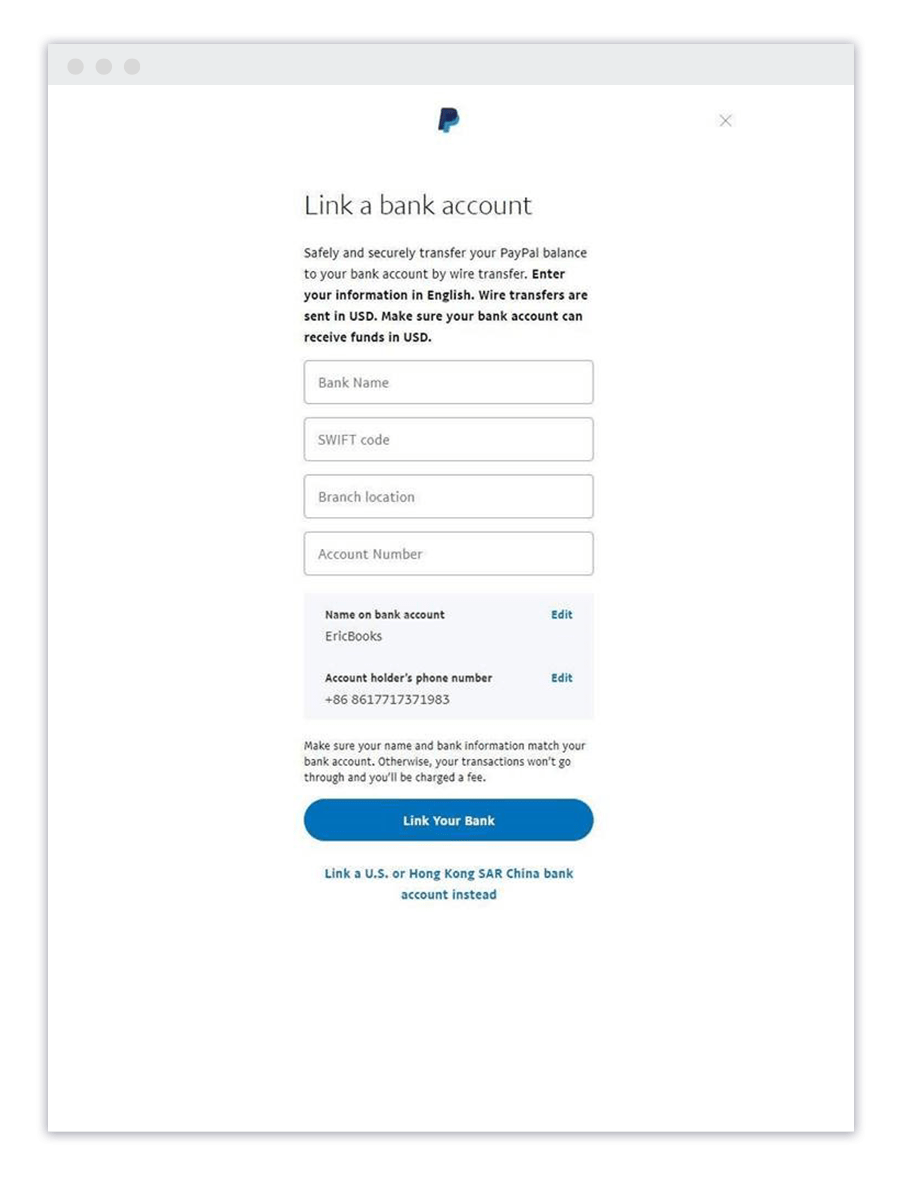 Link a bank account
Safely and securely transfer your PayPal balance
to your bank account by wire transfer. Enter
your information in English. Wire transfers are
sent in USD. Make sure your bank account can
receive funds in USD.
Bank Name
SWIFT code
Branch location
Account Number
Name on bank account Edit
EricBooks
Account holder's phone number Edit
+86 8617717371983
Make sure your name and bank information match your
bank account. Otherwise, your transactions won't go
through and you'll be charged a fee.
Link Your Bank
Link a U.S. or Hong Kong SAR China bank
account instead